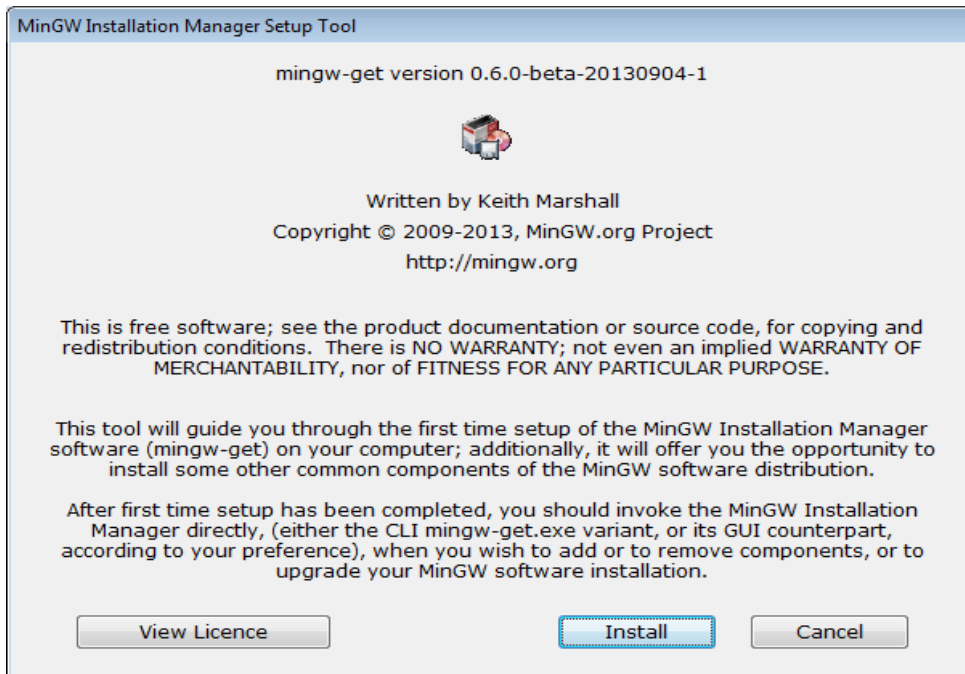 MinGW Installation Manager Setup Tool
mingw-get version 0.6.0-beta-20130904-1
Written by Keith Marshall
Copyright © 2009-2013, MinGW.org Project
http://mingw.org
This is free software; see the product documentation or source code, for copying and
redistribution conditions.  There is NO WARRANTY; not even an implied WARRANTY OF
MERCHANTABILITY, nor of FITNESS FOR ANY PARTICULAR PURPOSE.
This tool will guide you through the first time setup of the MinGW Installation Manager
software (mingw-get) on your computer; additionally, it will offer you the opportunity to
install some other common components of the MinGW software distribution.
After first time setup has been completed, you should invoke the MinGW Installation
Manager directly, (either the CLI mingw-get.exe variant, or its GUI counterpart,
according to your preference), when you wish to add or to remove components, or to
upgrade your MinGW software installation.
View Licence Install Cancel